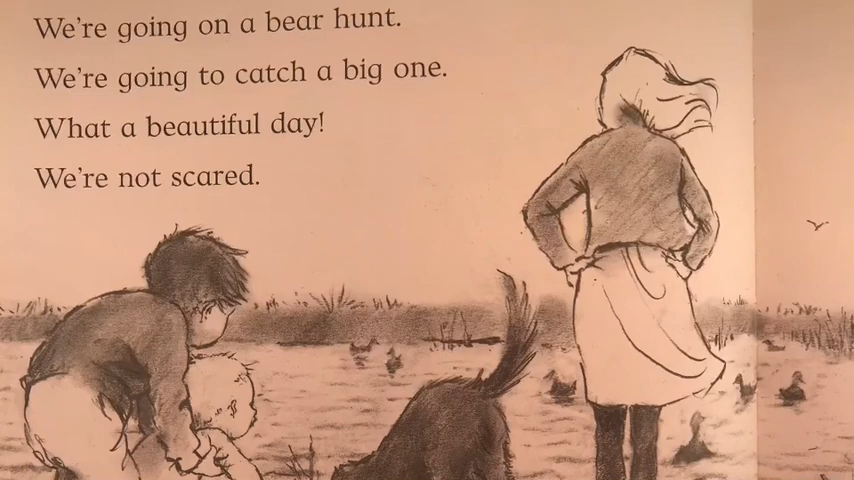 We're going on a bear hunt.
We're going to catch a big one.
What a beautiful day!
We're not scared.